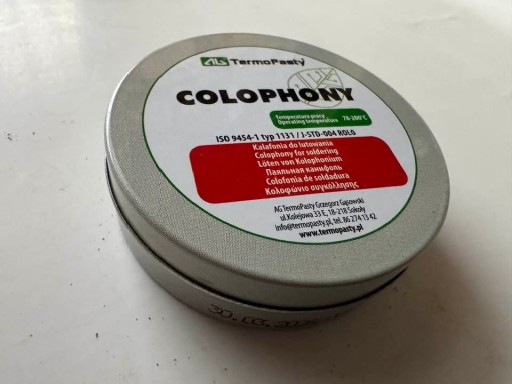 AG TermoPasty
COLOPHONY
Temperatura pracy
Operating temperature 76-200°C
ISO 9454-1 typ 1131 / J-STD-004 ROL0
Kalafonia do lutowania
Colophony for soldering
Löten von Kolophonium
Паяльная канифоль
Colofonia de soldadura
Κολοφώνιο συγκόλλησης
AG TermoPasty Grzegorz Gąsowski
ul.Kolejowa 33 E, 18-218 Sokoły
info@termopasty.pl, tel. 86 274 13 42
www.termopasty.pl